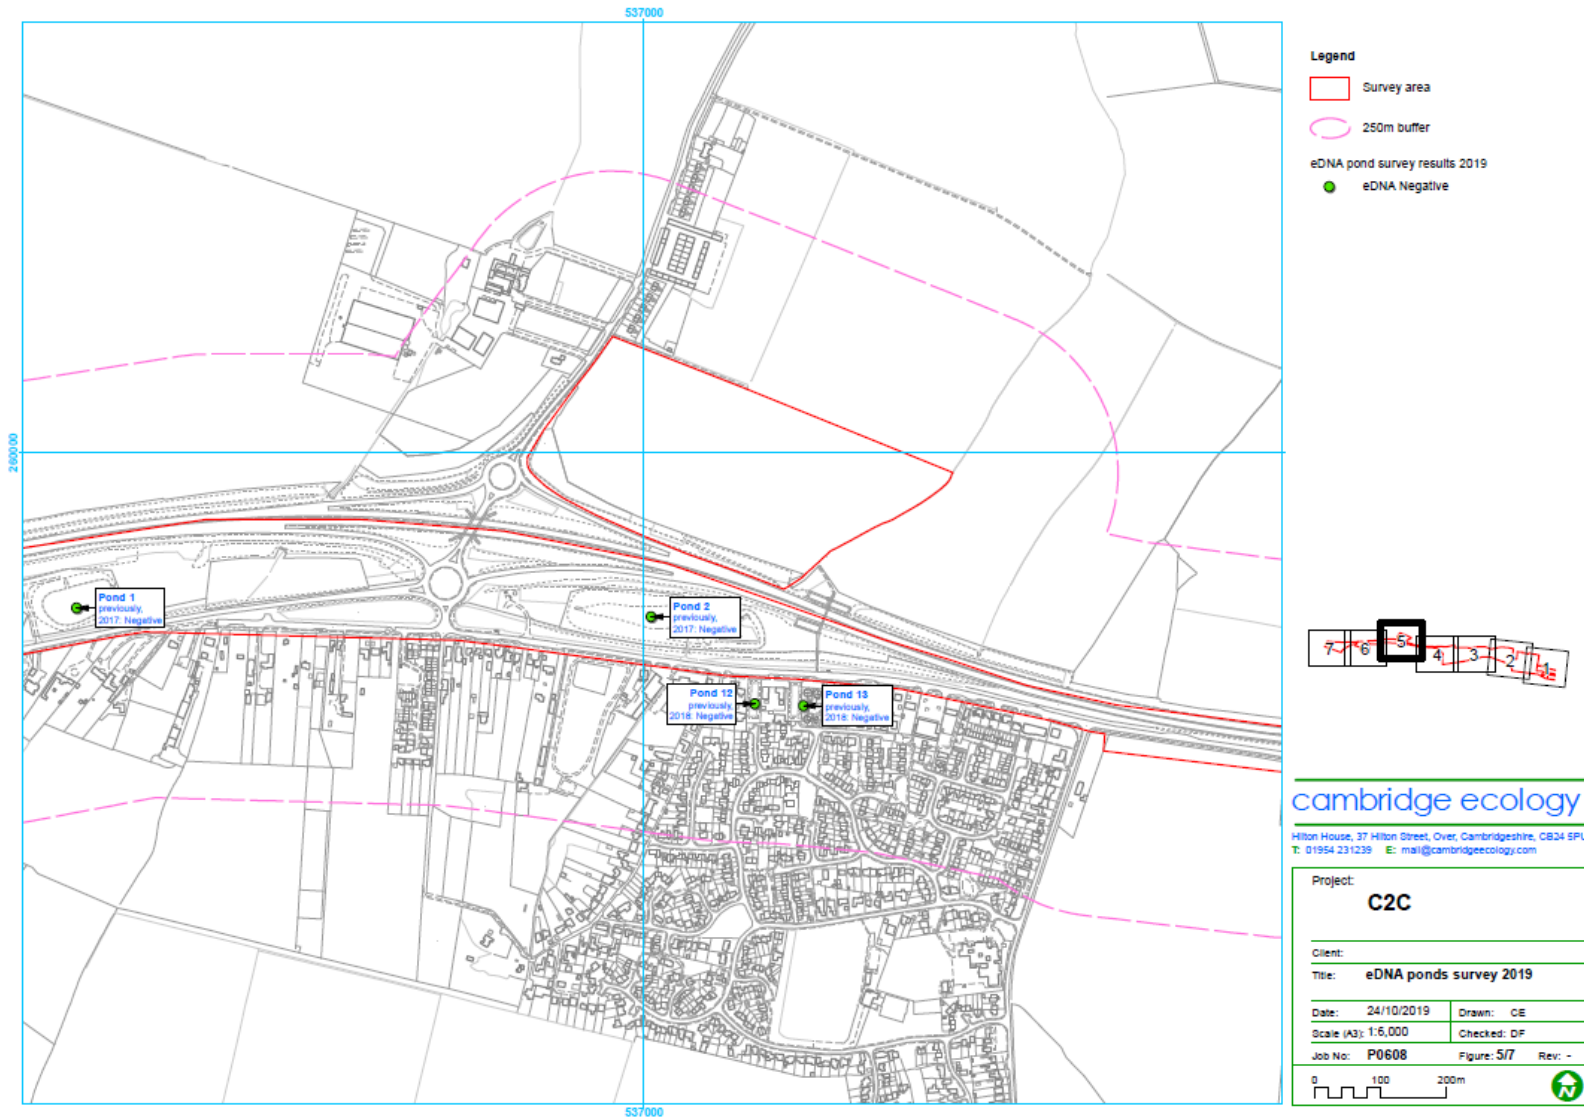 537000
260000
Pond 1
previously,
2017: Negative
Pond 2
previously,
2017: Negative
Pond 12
previously,
2018: Negative
Pond 13
previously,
2018: Negative
537000
Legend
Survey area
250m buffer
eDNA pond survey results 2019
eDNA Negative
7 6 5 4 3 2 1
cambridge ecology
Hilton House, 37 Hilton Street, Over, Cambridgeshire, CB24 5PU
T: 01954 231239 E: mail@cambridgeecology.com
Project:
C2C
Client:
Title: eDNA ponds survey 2019
Date: 24/10/2019 Drawn: CE
Scale (A3): 1:6,000 Checked: DF
Job No: P0608 Figure: 5/7 Rev: -
0 100 200m
N